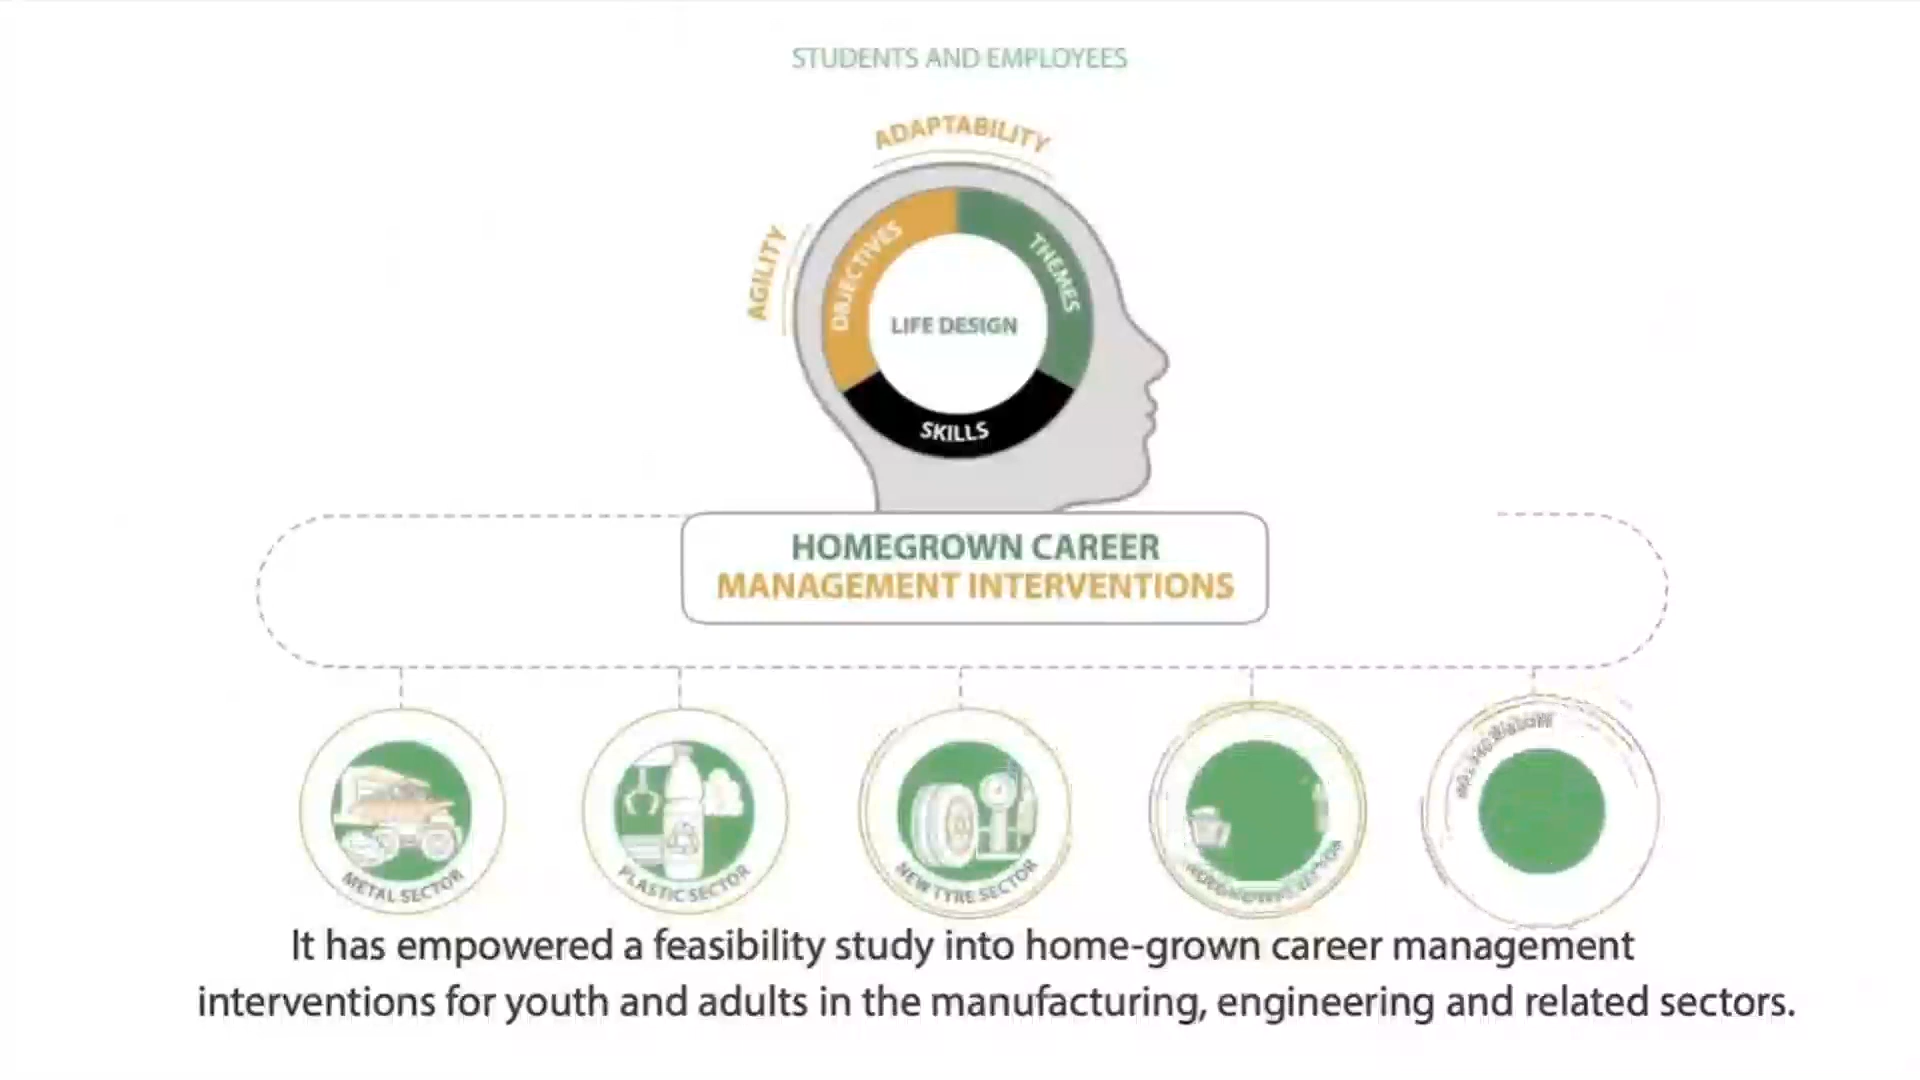 STUDENTS AND EMPLOYEES
ADAPTABILITY
AGILITY
OBJECTIVES
THEMES
LIFE DESIGN
SKILLS
HOMEGROWN CAREER
MANAGEMENT INTERVENTIONS
METAL SECTOR
PLASTIC SECTOR
NEW TYRE SECTOR
It has empowered a feasibility study into home-grown career management
interventions for youth and adults in the manufacturing, engineering and related sectors.